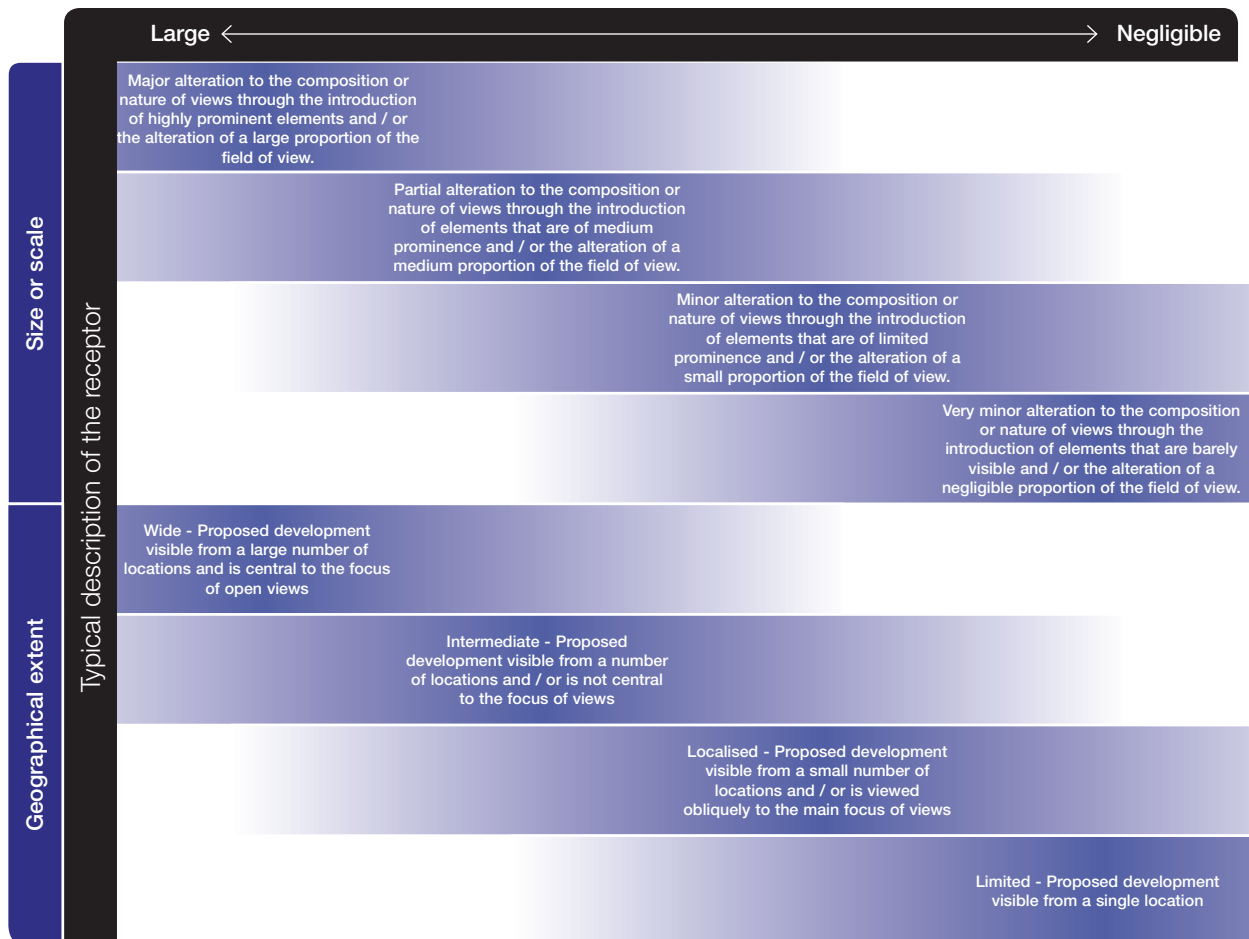 Large
Negligible
Size or scale
Typical description of the receptor
Major alteration to the composition or
nature of views through the introduction
of highly prominent elements and / or
the alteration of a large proportion of the
field of view.
Partial alteration to the composition or
nature of views through the introduction
of elements that are of medium
prominence and / or the alteration of a
medium proportion of the field of view.
Minor alteration to the composition or
nature of views through the introduction
of elements that are of limited
prominence and / or the alteration of a
small proportion of the field of view.
Very minor alteration to the composition
or nature of views through the
introduction of elements that are barely
visible and / or the alteration of a
negligible proportion of the field of view.
Geographical extent
Wide - Proposed development
visible from a large number of
locations and is central to the focus
of open views
Intermediate - Proposed
development visible from a number
of locations and / or is not central
to the focus of views
Localised - Proposed development
visible from a small number of
locations and / or is viewed
obliquely to the main focus of views
Limited - Proposed development
visible from a single location